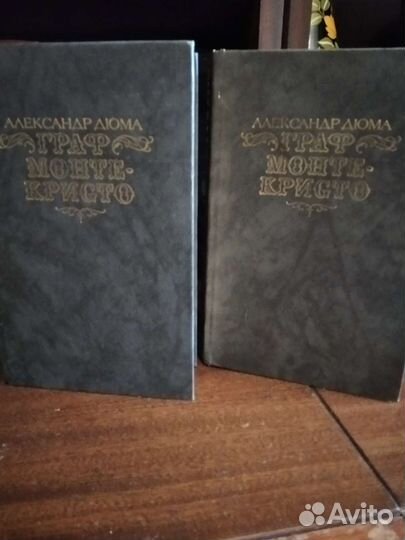 АЛЕКСАНДР ДЮМА
ГРАФ
МОНТЕ-
КРИСТО
АЛЕКСАНДР ДЮМА
ГРАФ
МОНТЕ-
КРИСТО
Avito